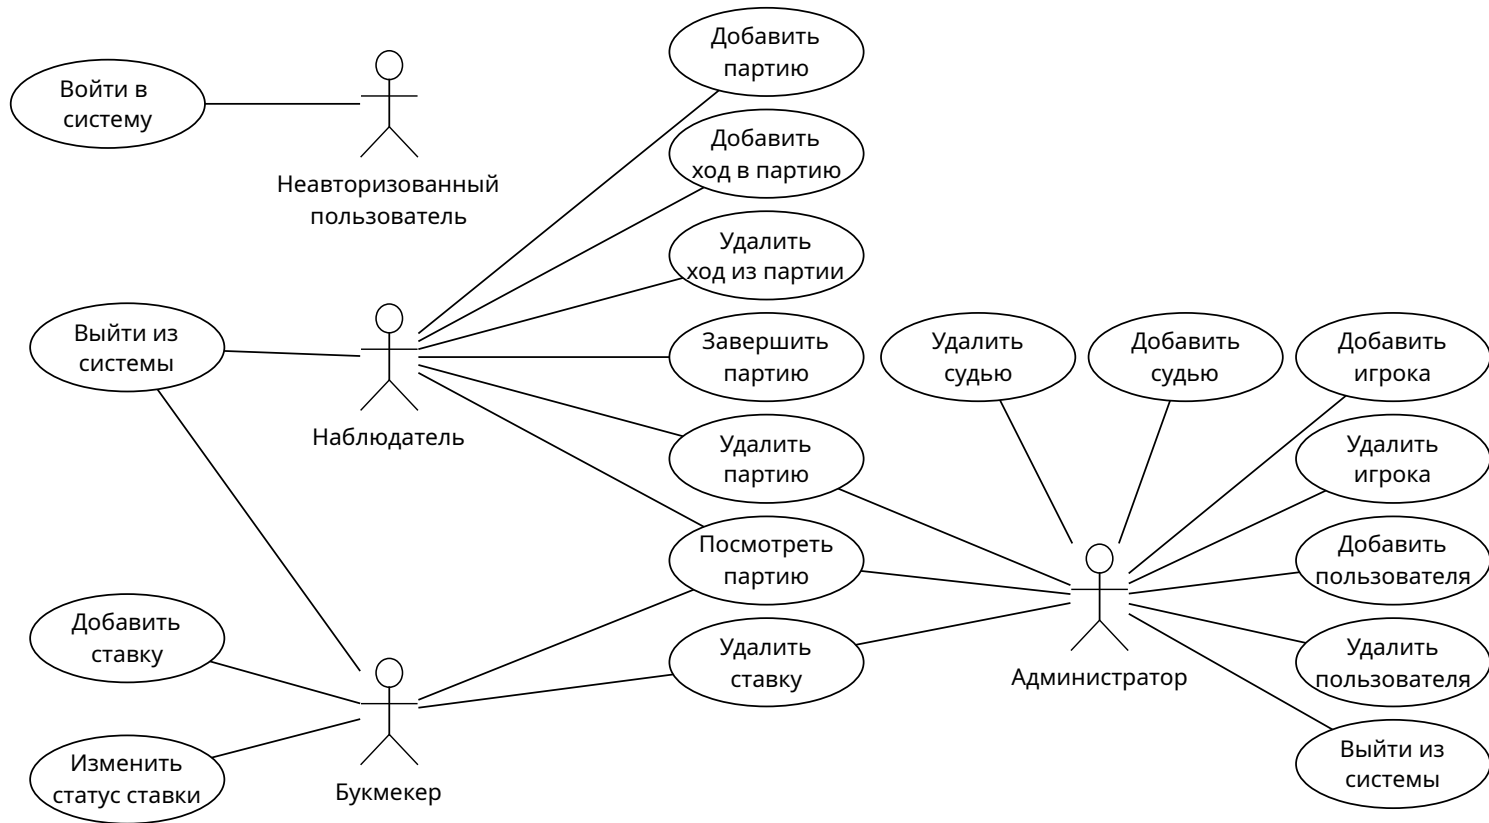 Добавить
партию
Войти в
систему
Добавить
ход в партию
Неавторизованный
пользователь
Удалить
ход из партии
Выйти из
системы
Завершить
партию
Удалить
судью
Добавить
судью
Добавить
игрока
Наблюдатель
Удалить
партию
Удалить
игрока
Посмотреть
партию
Добавить
пользователя
Добавить
ставку
Удалить
ставку
Администратор
Удалить
пользователя
Изменить
статус ставки
Букмекер
Выйти из
системы